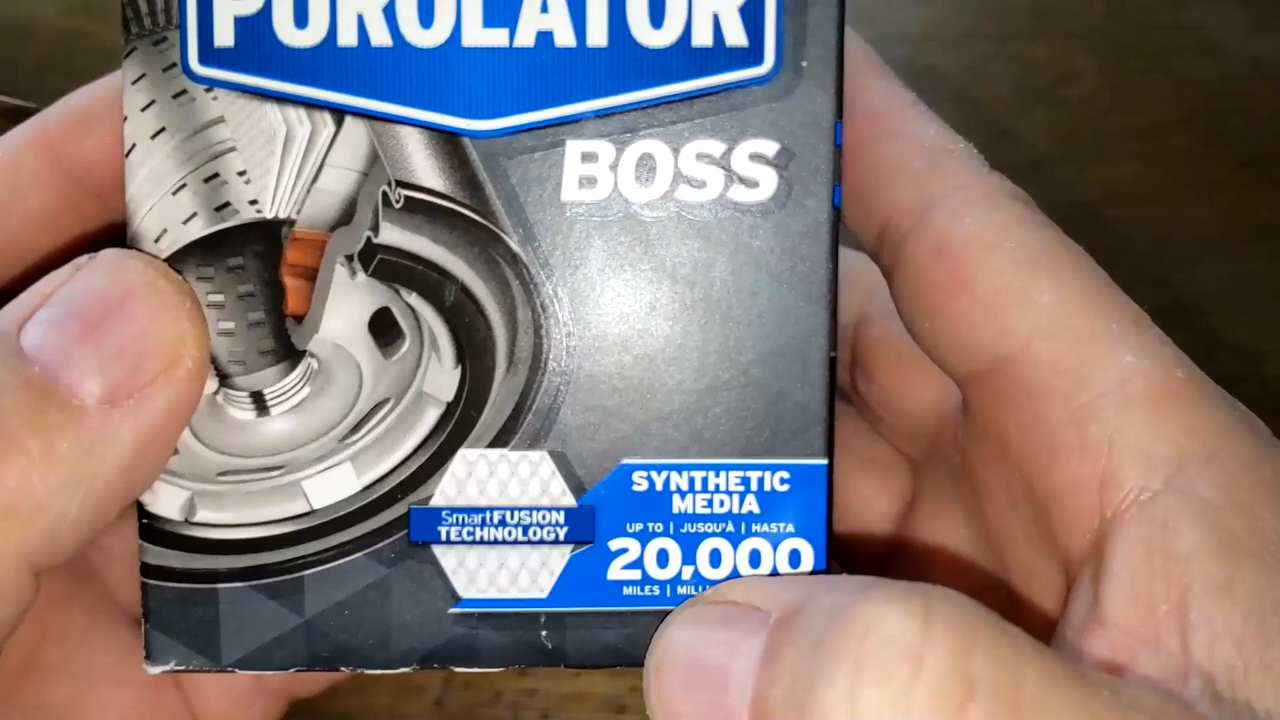 PUROLATOR
BOSS
SmartFUSION
TECHNOLOGY
SYNTHETIC
MEDIA
UP TO | JUSQU'À | HASTA
20,000
MILES |